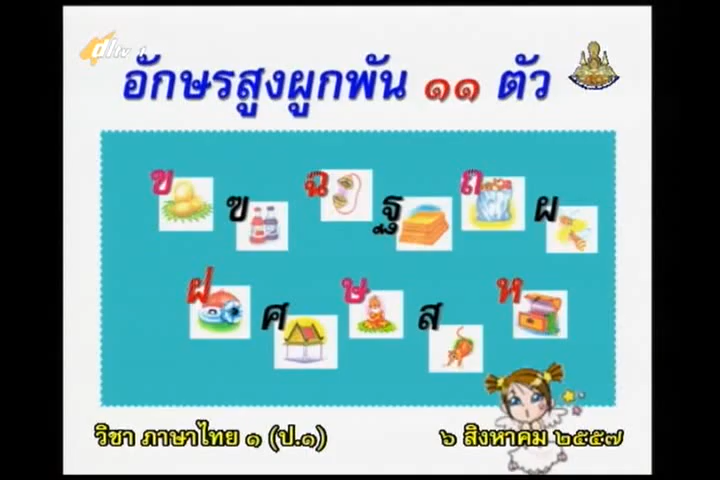 dltv 1
อักษรสูงผูกพัน ๑๑ ตัว
ข ฃ ฉ ฐ ถ ผ
ฝ ศ ษ ส ห
วิชา ภาษาไทย ๑ (ป.๑)
๖ สิงหาคม ๒๕๕๗